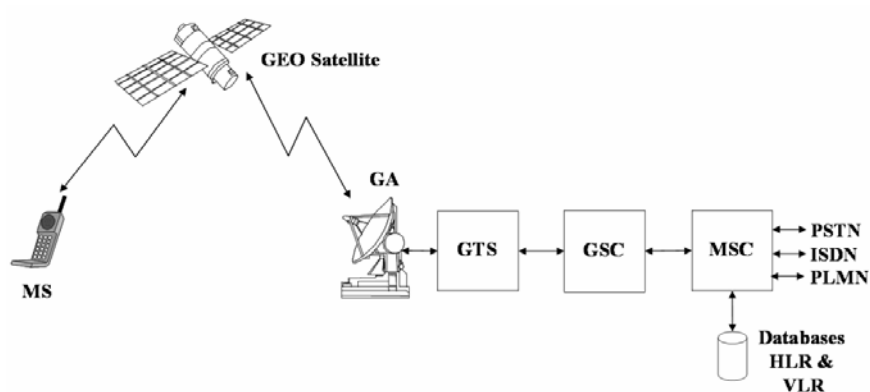 GEO Satellite
MS
GA
GTS
GSC
MSC
PSTN
ISDN
PLMN
Databases
HLR &
VLR